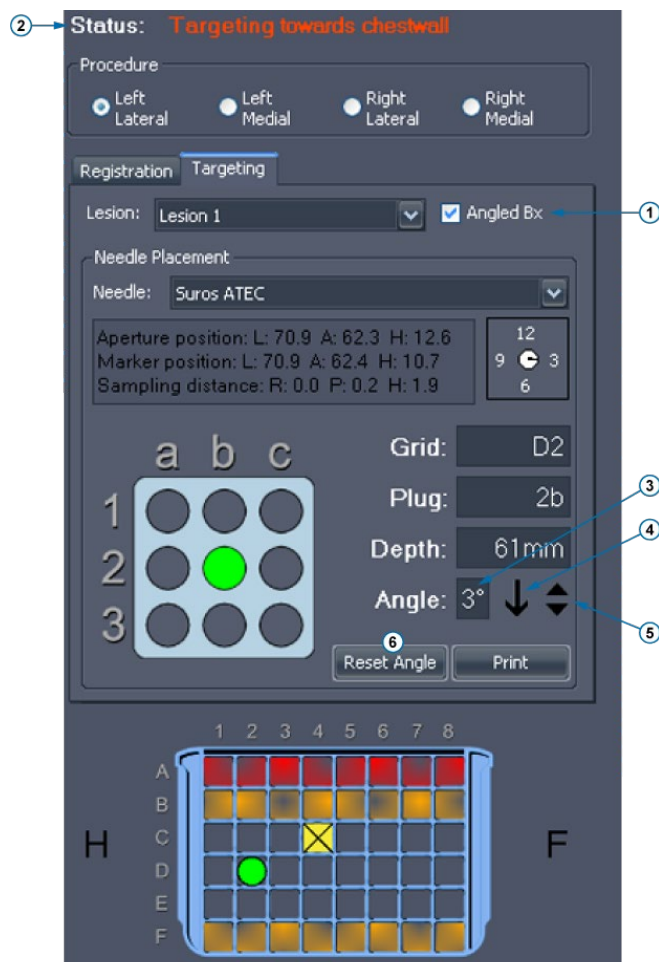 2 Status: Targeting towards chestwall
Procedure
Left Lateral Left Medial Right Lateral Right Medial
Registration Targeting
Lesion: Lesion 1 Angled Bx 1
Needle Placement
Needle: Suros ATEC
Aperture position: L: 70.9 A: 62.3 H: 12.6
Marker position: L: 70.9 A: 62.4 H: 10.7
Sampling distance: R: 0.0 P: 0.2 H: 1.9
12
9 3
6
a b c
1
2
3
Grid: D2
Plug: 2b
3
Depth: 61mm
4
Angle: 3°
5
6
Reset Angle Print
1 2 3 4 5 6 7 8
A
B
H C F
D
E
F